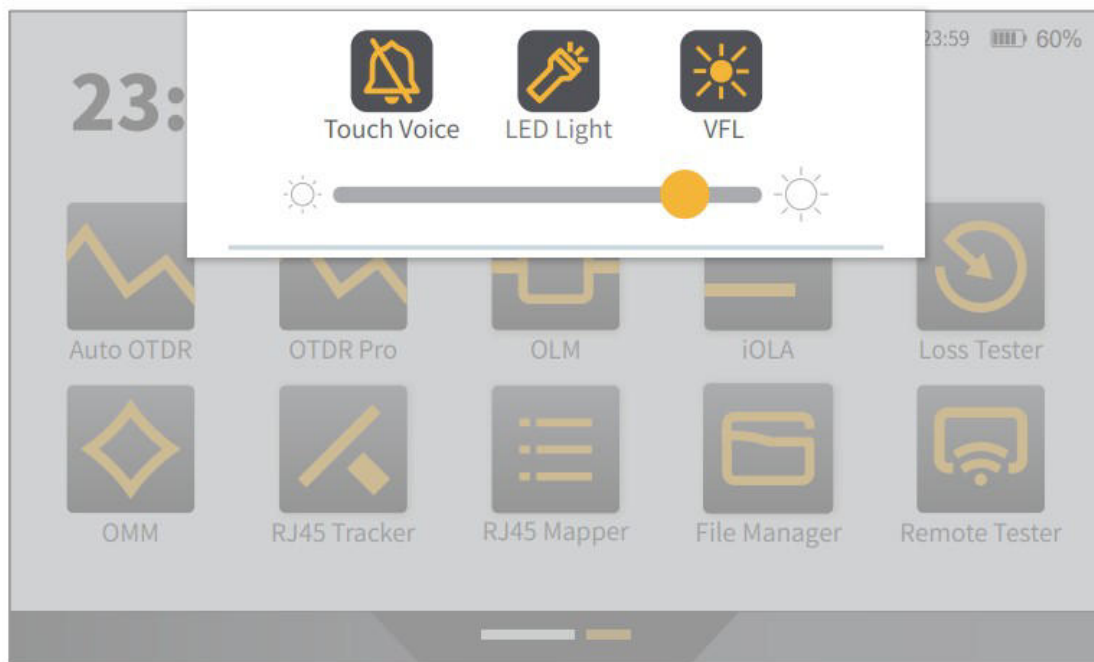 23:59 60%
23:
Touch Voice LED Light VFL
Auto OTDR OTDR Pro OLM iOLA Loss Tester
OMM RJ45 Tracker RJ45 Mapper File Manager Remote Tester